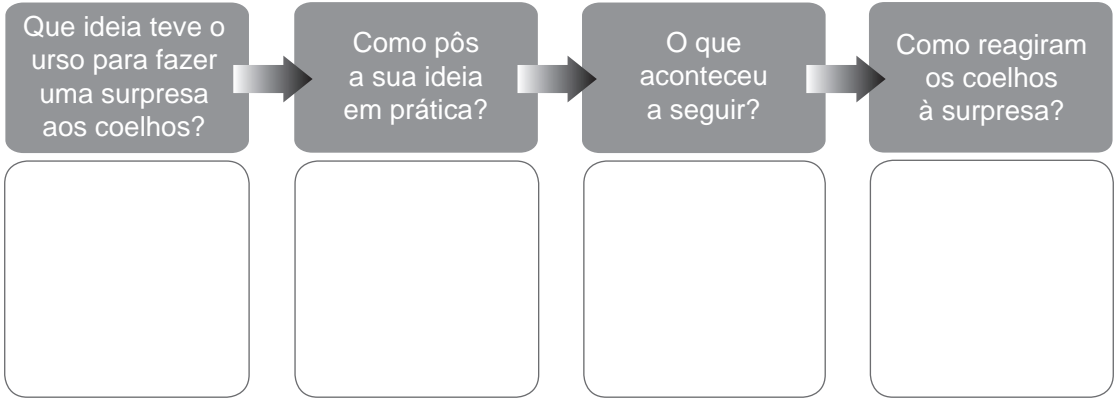 Que ideia teve o
urso para fazer
uma surpresa
aos coelhos?
Como pôs
a sua ideia
em prática?
O que
aconteceu
a seguir?
Como reagiram
os coelhos
à surpresa?